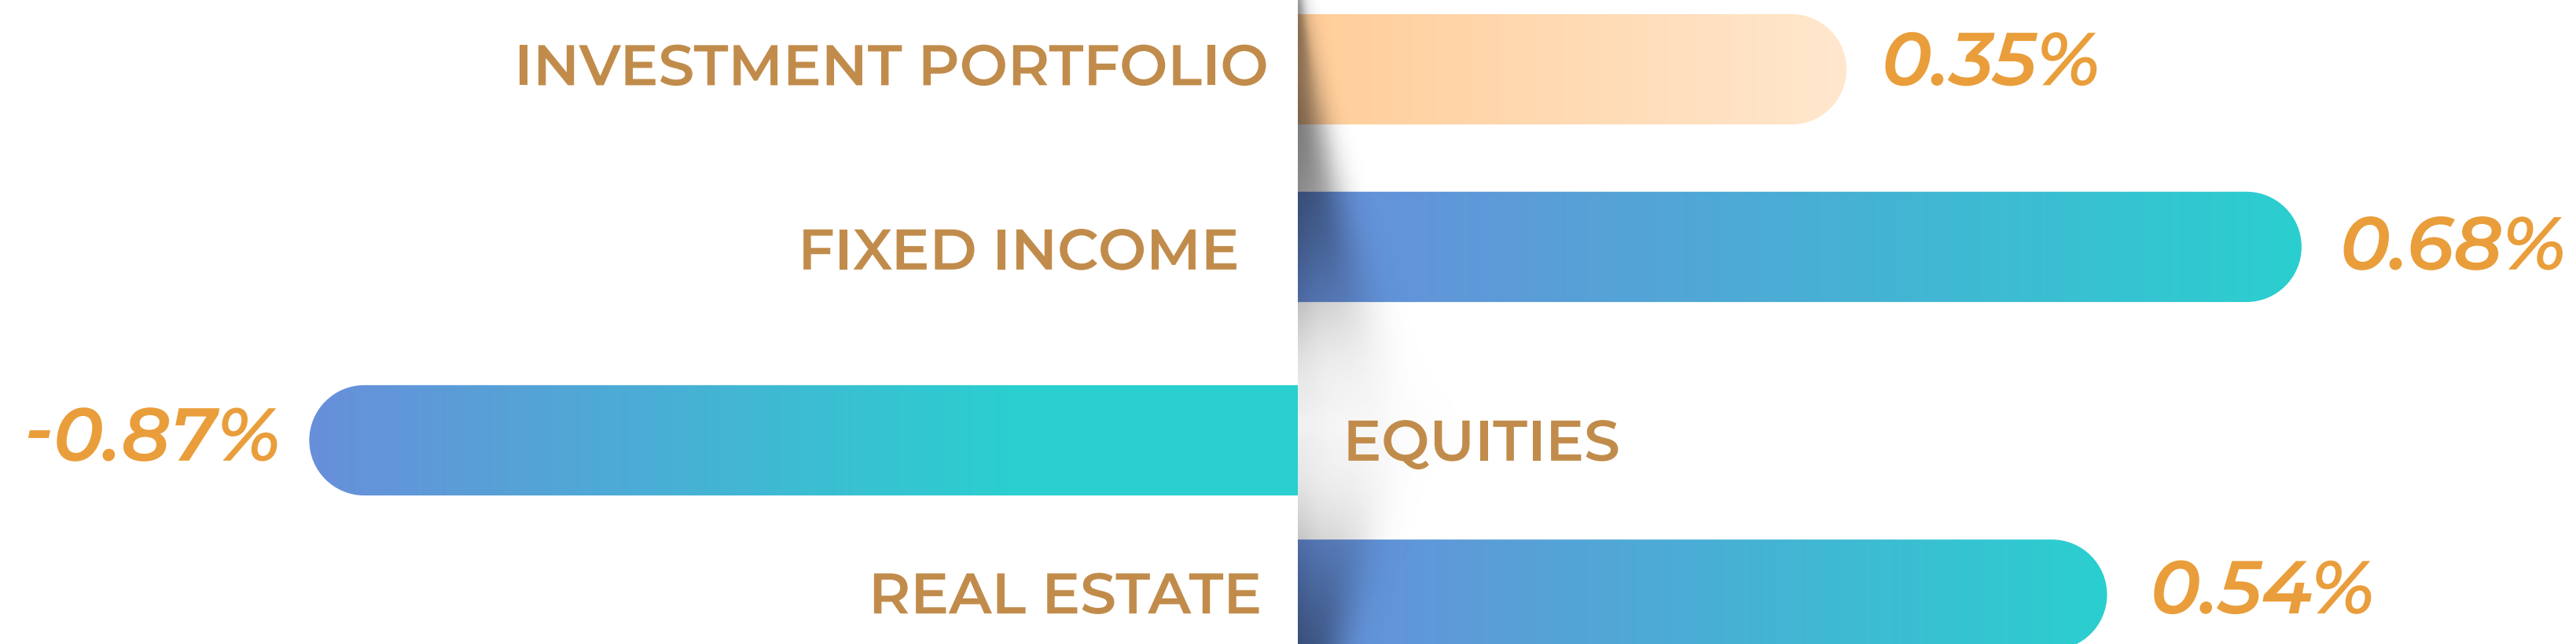 INVESTMENT PORTFOLIO 0.35%
FIXED INCOME 0.68%
-0.87% EQUITIES
REAL ESTATE 0.54%